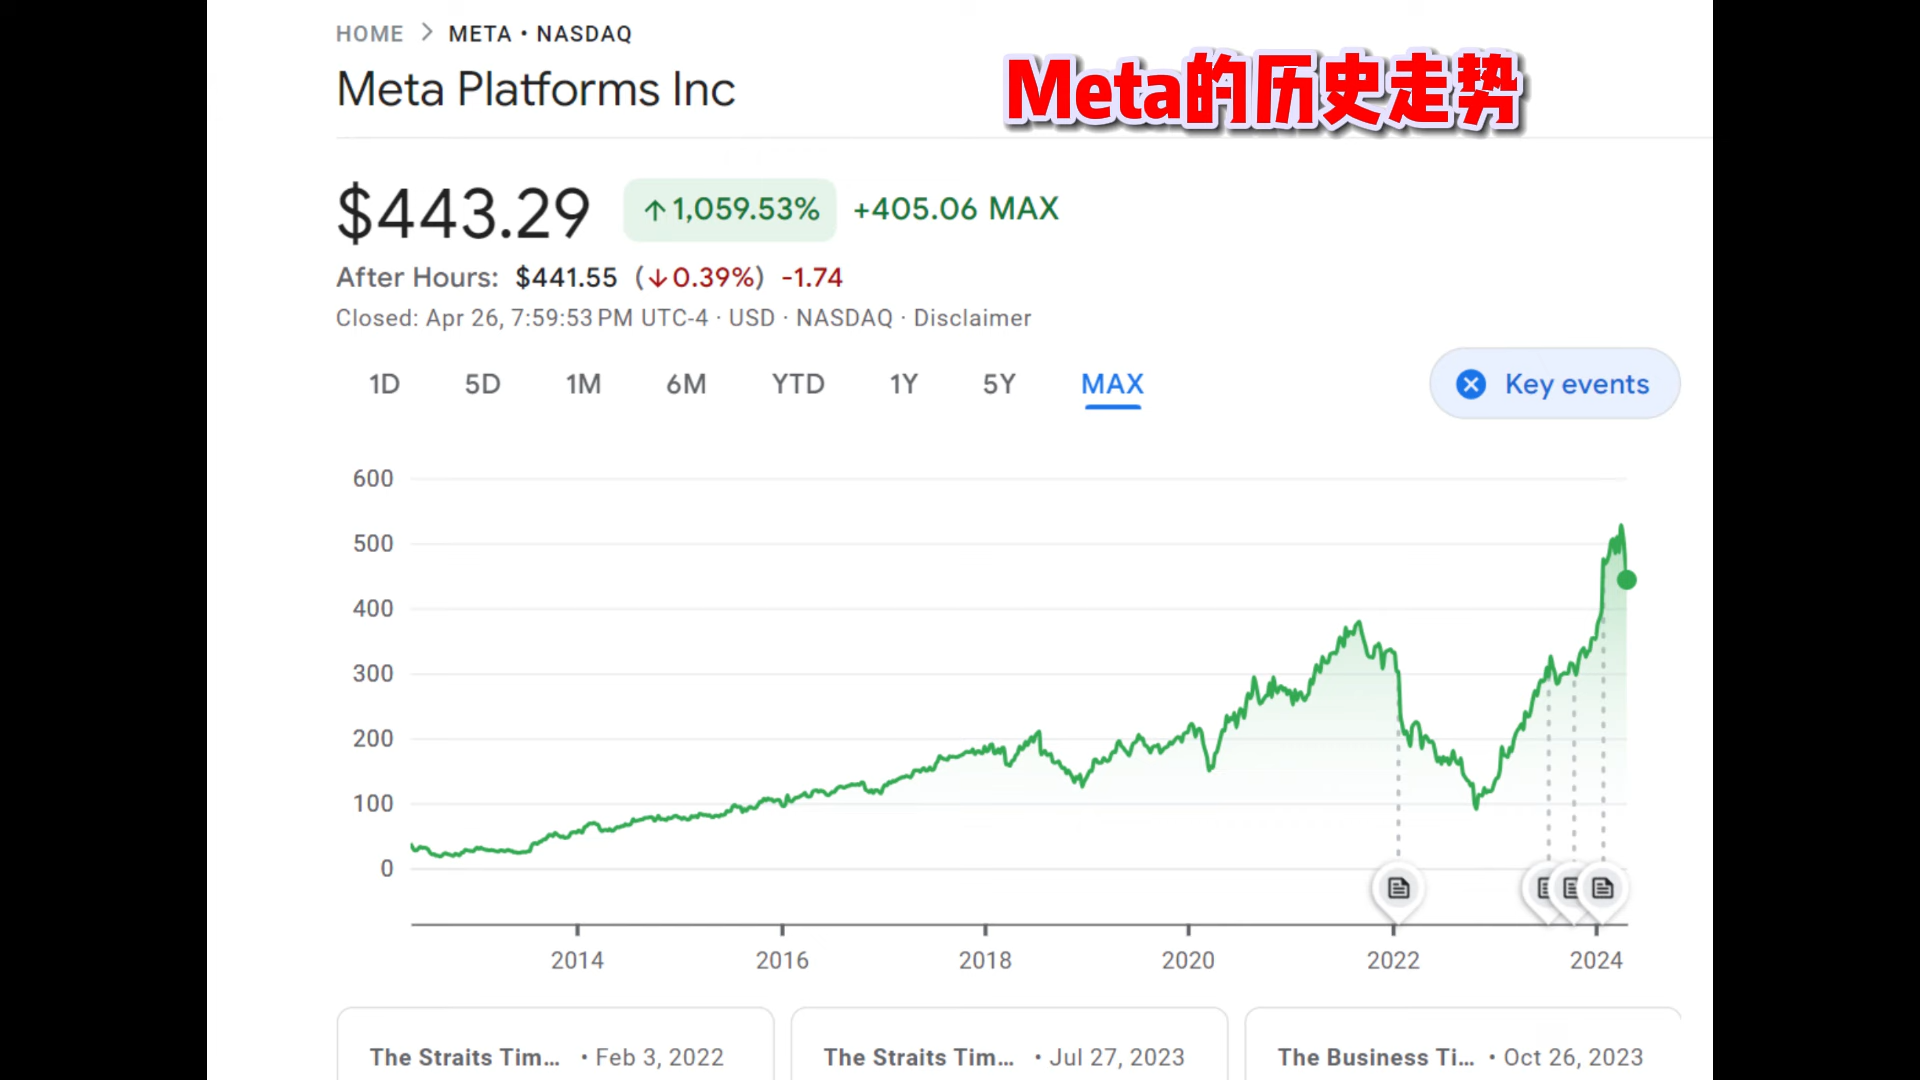 HOME > META • NASDAQ
Meta Platforms Inc
Meta的历史走势
$443.29 ↑1,059.53% +405.06 MAX
After Hours: $441.55 (↓0.39%) -1.74
Closed: Apr 26, 7:59:53 PM UTC-4 · USD · NASDAQ · Disclaimer
1D 5D 1M 6M YTD 1Y 5Y MAX Key events
600
500
400
300
200
100
0
2014 2016 2018 2020 2022 2024
The Straits Tim... • Feb 3, 2022
The Straits Tim... • Jul 27, 2023
The Business Ti... • Oct 26, 2023